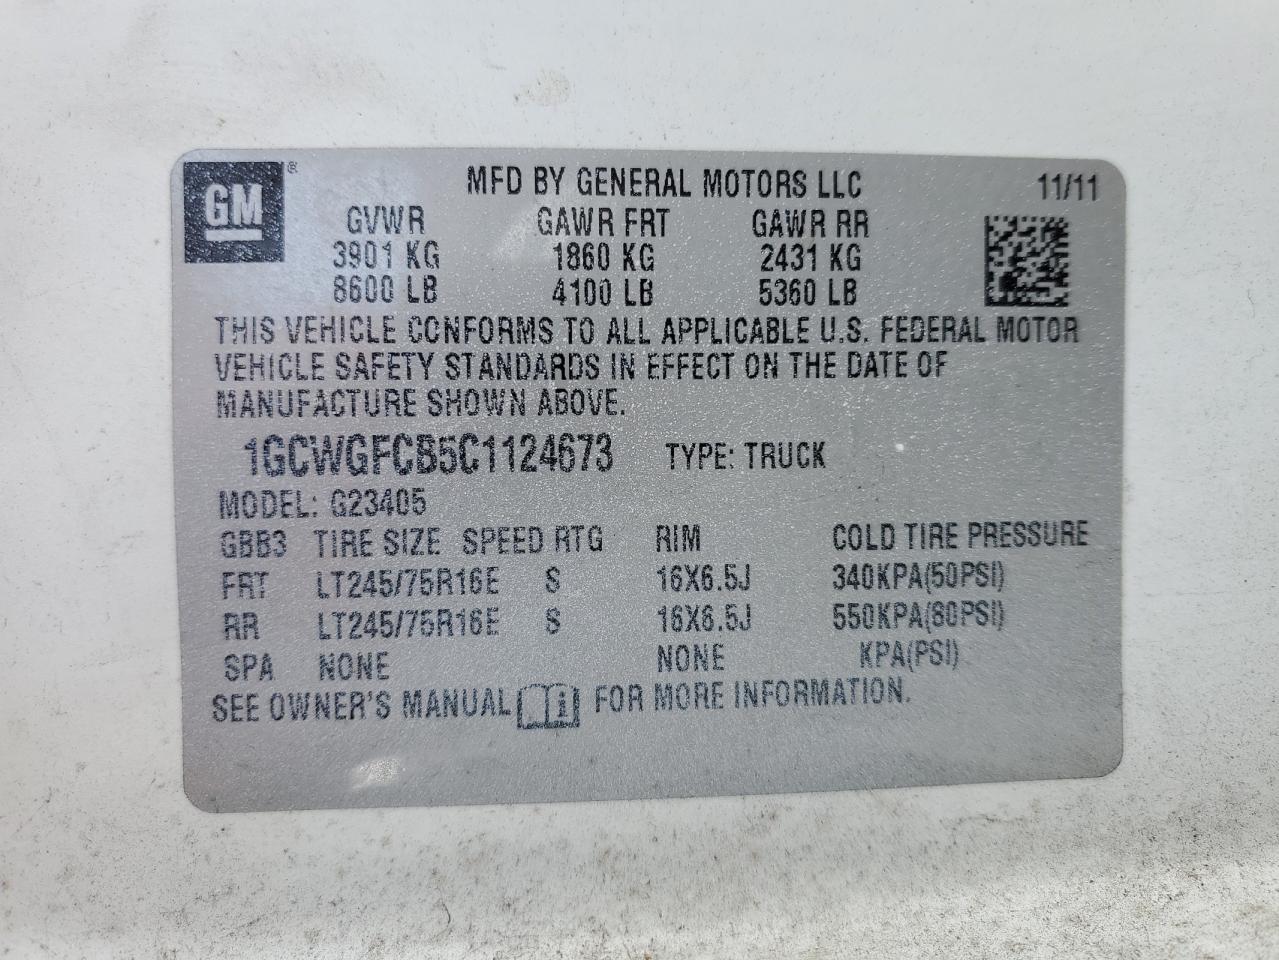 GM ® MFD BY GENERAL MOTORS LLC 11/11
GVWR GAWR FRT GAWR RR
3901 KG 1860 KG 2431 KG
8600 LB 4100 LB 5360 LB
THIS VEHICLE CONFORMS TO ALL APPLICABLE U.S. FEDERAL MOTOR
VEHICLE SAFETY STANDARDS IN EFFECT ON THE DATE OF
MANUFACTURE SHOWN ABOVE.
1GCWGFCB5C1124673 TYPE: TRUCK
MODEL: G23405
GBB3 TIRE SIZE SPEED RTG RIM COLD TIRE PRESSURE
FRT LT245/75R16E S 16X6.5J 340KPA(50PSI)
RR LT245/75R16E S 16X6.5J 550KPA(80PSI)
SPA NONE NONE KPA(PSI)
SEE OWNER'S MANUAL i FOR MORE INFORMATION.